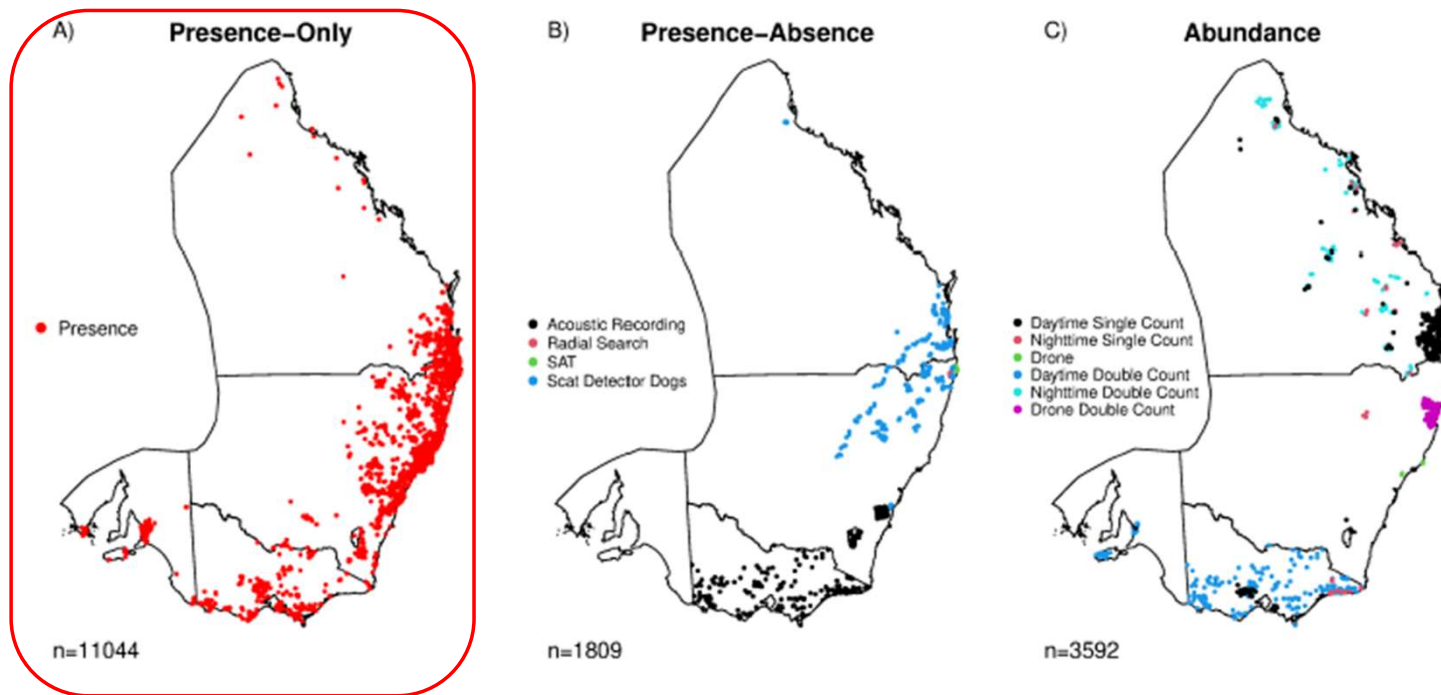 A) Presence-Only
Presence
n=11044
B) Presence-Absence
Acoustic Recording
Radial Search
SAT
Scat Detector Dogs
n=1809
C) Abundance
Daytime Single Count
Nighttime Single Count
Drone
Daytime Double Count
Nighttime Double Count
Drone Double Count
n=3592